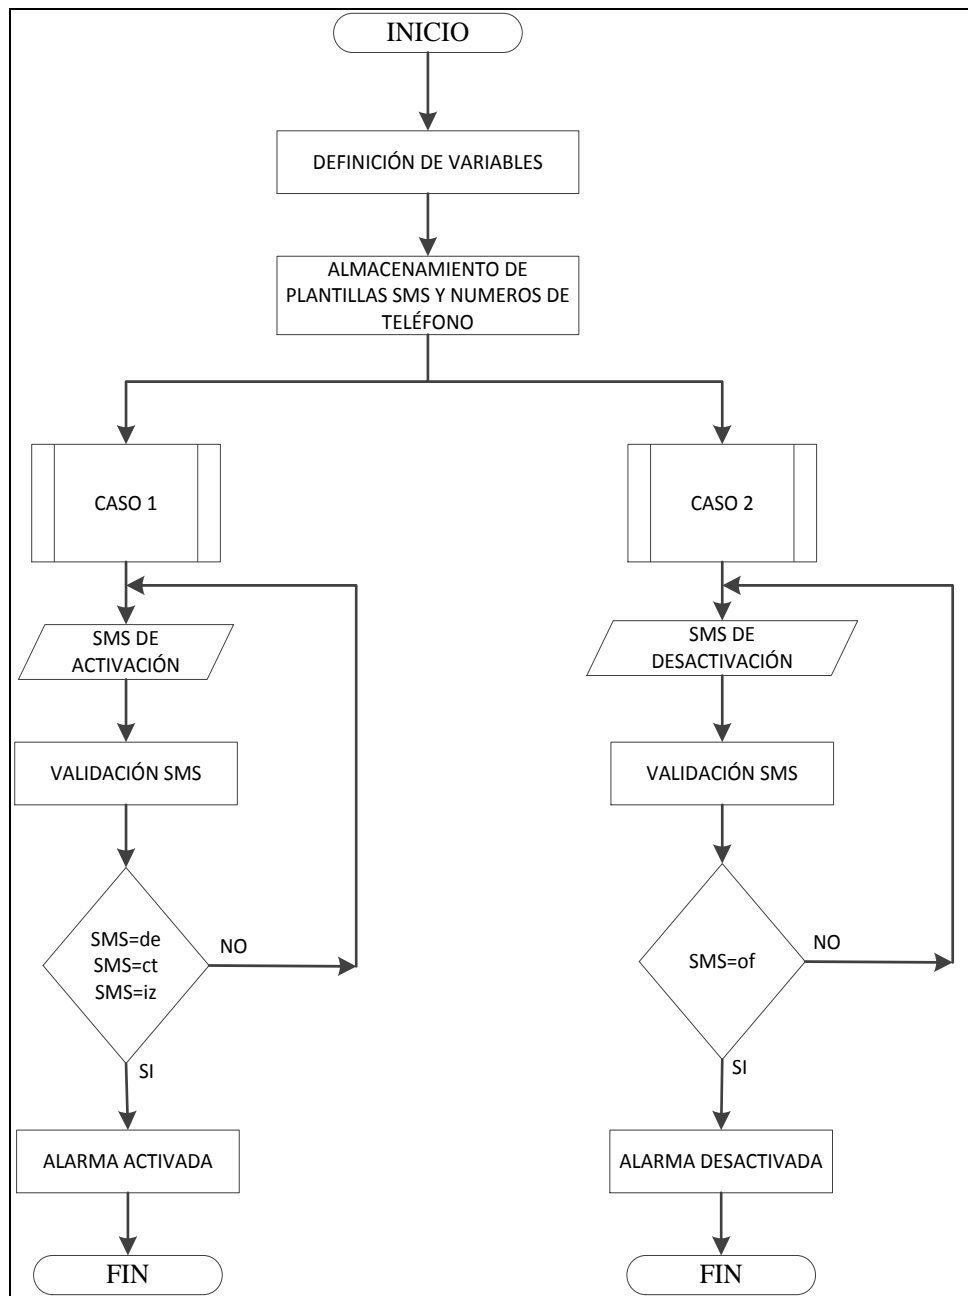 INICIO
DEFINICIÓN DE VARIABLES
ALMACENAMIENTO DE
PLANTILLAS SMS Y NUMEROS DE
TELÉFONO
CASO 1
SMS DE
ACTIVACIÓN
VALIDACIÓN SMS
SMS=de
SMS=ct
SMS=iz
NO
SI
ALARMA ACTIVADA
FIN
CASO 2
SMS DE
DESACTIVACIÓN
VALIDACIÓN SMS
SMS=of
NO
SI
ALARMA DESACTIVADA
FIN